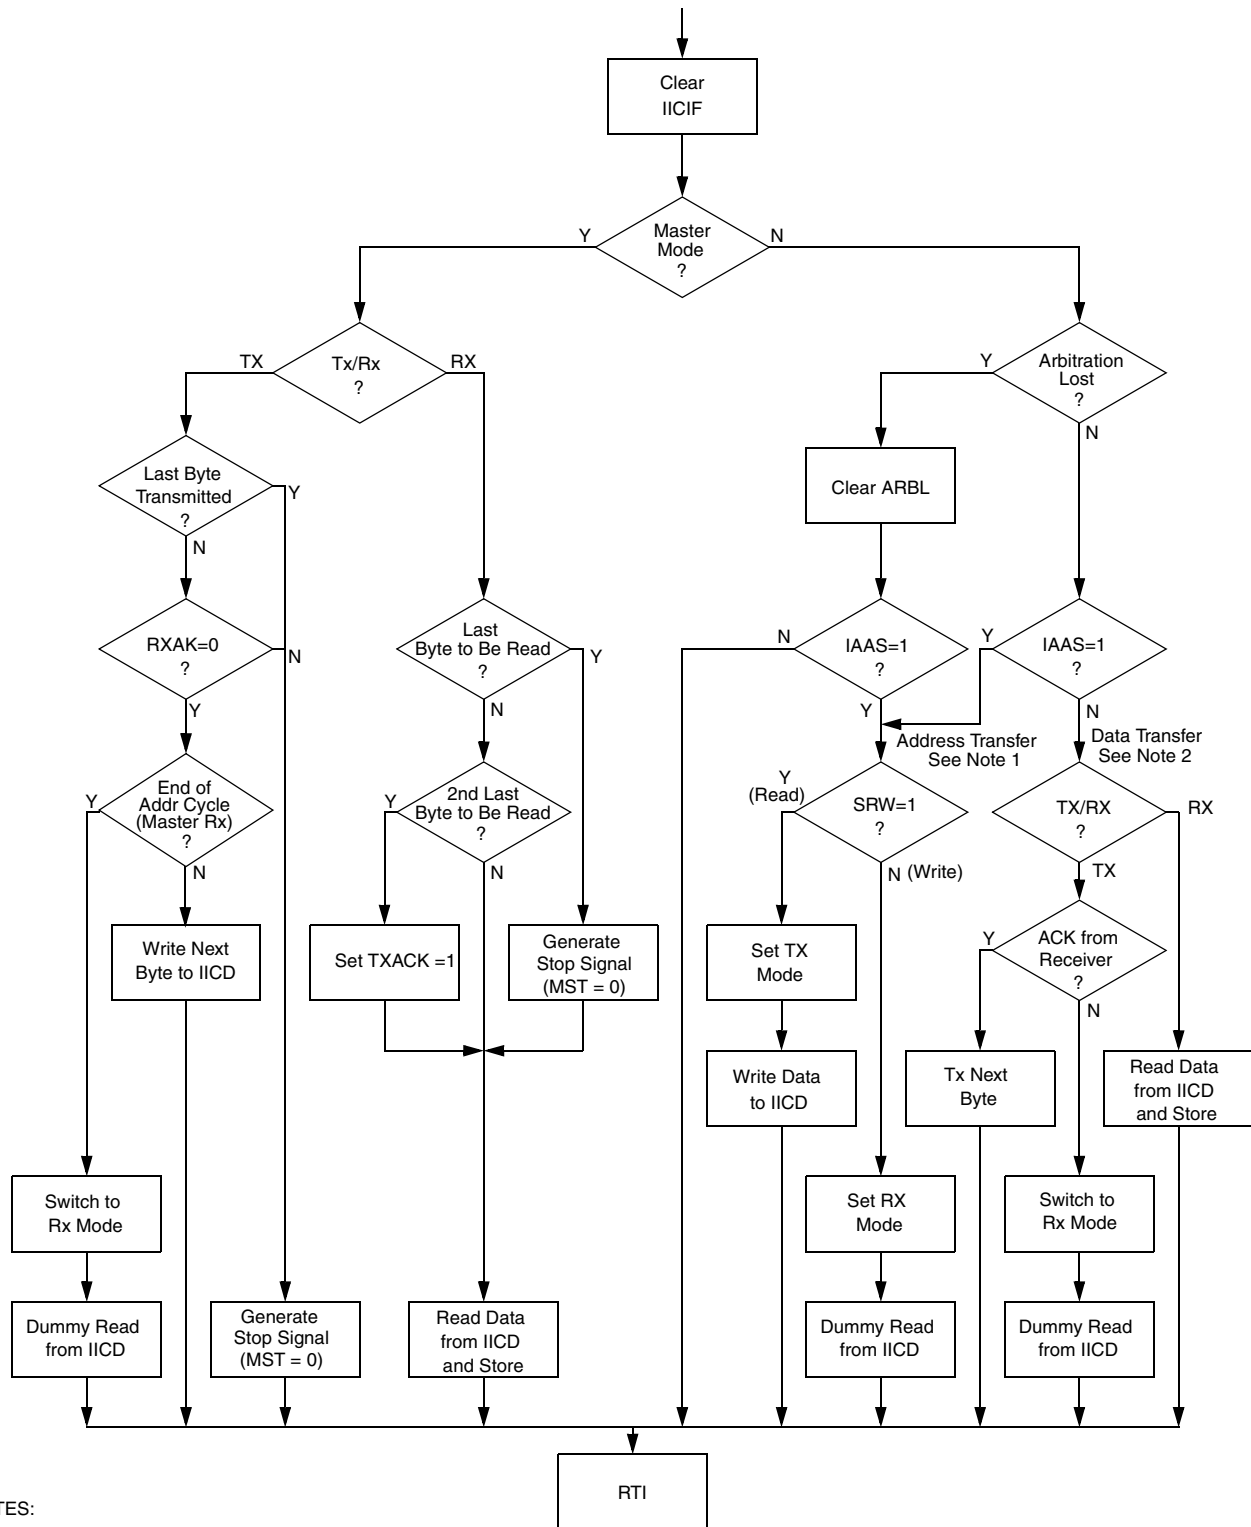 Clear
IICIF
Master
Mode
?
Y
N
Tx/Rx
?
TX
RX
Arbitration
Lost
?
Y
N
Last Byte
Transmitted
?
Y
N
Clear ARBL
RXAK=0
?
N
Y
Last
Byte to Be Read
?
Y
N
IAAS=1
?
N
Y
IAAS=1
?
Y
N
Address Transfer
See Note 1
Data Transfer
See Note 2
End of
Addr Cycle
(Master Rx)
?
Y
N
2nd Last
Byte to Be Read
?
Y
N
Y
(Read)
SRW=1
?
N (Write)
TX/RX
?
RX
TX
Write Next
Byte to IICD
Set TXACK =1
Generate
Stop Signal
(MST = 0)
Set TX
Mode
ACK from
Receiver
?
Y
N
Write Data
to IICD
Tx Next
Byte
Read Data
from IICD
and Store
Switch to
Rx Mode
Set RX
Mode
Switch to
Rx Mode
Dummy Read
from IICD
Generate
Stop Signal
(MST = 0)
Read Data
from IICD
and Store
Dummy Read
from IICD
Dummy Read
from IICD
RTI
TES: